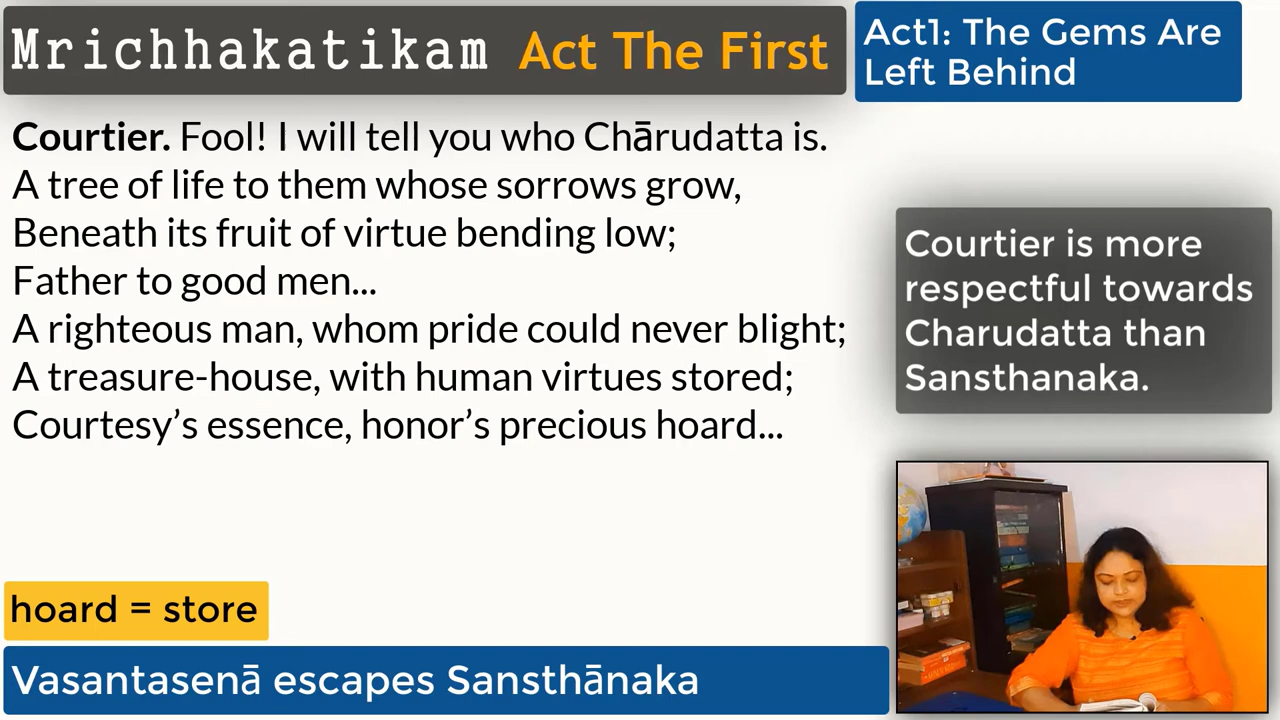 Mrichhakatikam Act The First
Act1: The Gems Are
Left Behind
Courtier. Fool! I will tell you who Chārudatta is.
A tree of life to them whose sorrows grow,
Beneath its fruit of virtue bending low;
Father to good men...
A righteous man, whom pride could never blight;
A treasure-house, with human virtues stored;
Courtesy’s essence, honor’s precious hoard...
Courtier is more
respectful towards
Charudatta than
Sansthanaka.
hoard = store
Vasantasenā escapes Sansthānaka